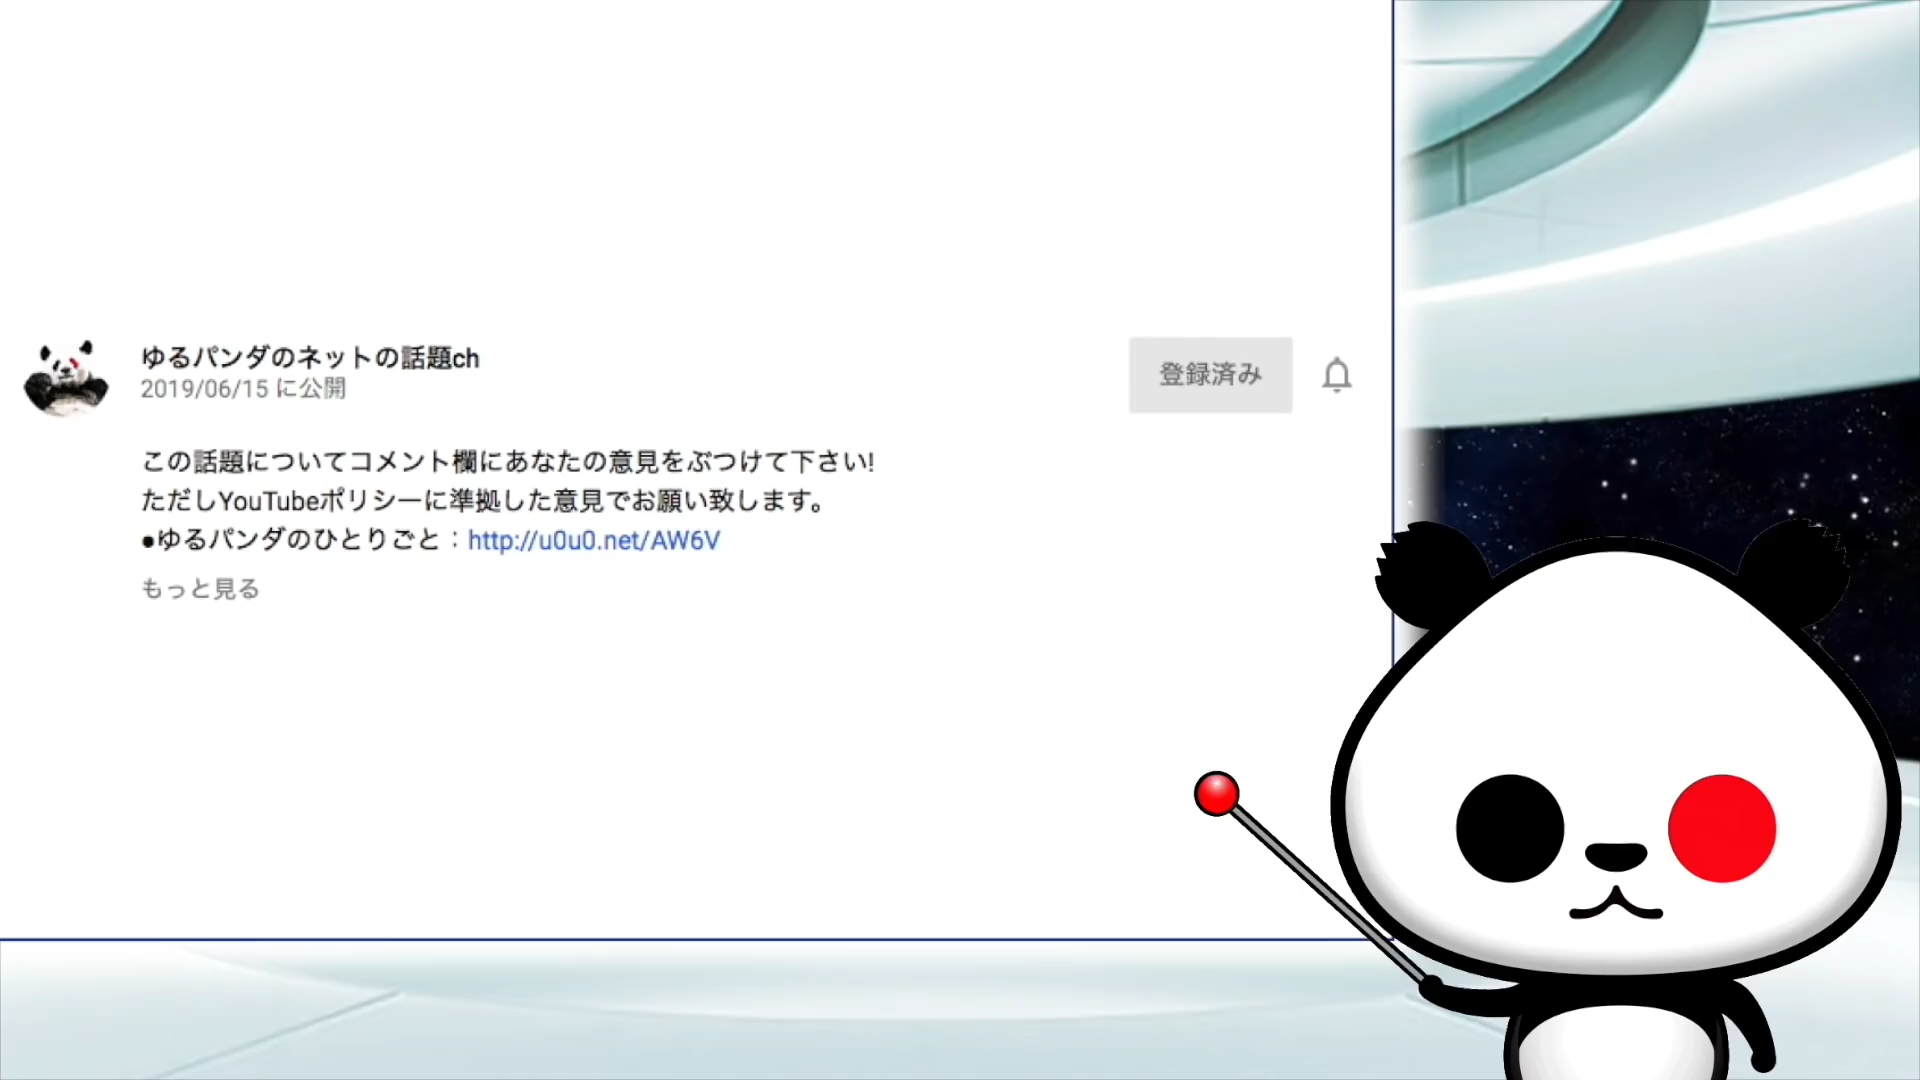 ゆるパンダのネットの話題ch
2019/06/15 に公開
登録済み
この話題についてコメント欄にあなたの意見をぶつけて下さい!
ただしYouTubeポリシーに準拠した意見でお願い致します。
●ゆるパンダのひとりごと：http://u0u0.net/AW6V
もっと見る